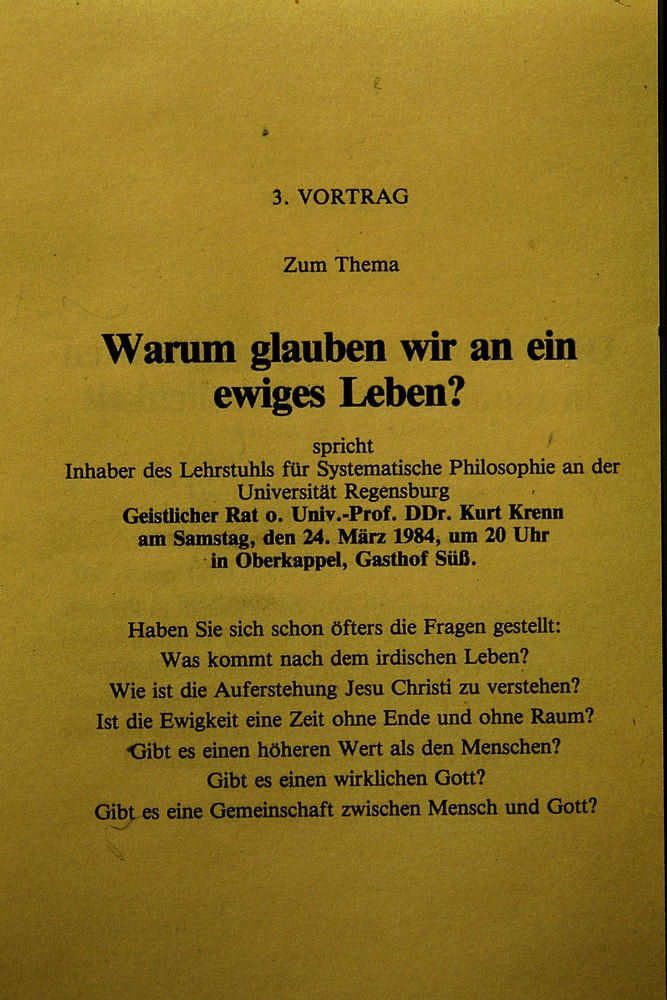 3. VORTRAG
Zum Thema
Warum glauben wir an ein
ewiges Leben?
spricht
Inhaber des Lehrstuhls für Systematische Philosophie an der
Universität Regensburg
Geistlicher Rat o. Univ.-Prof. DDr. Kurt Krenn
am Samstag, den 24. März 1984, um 20 Uhr
in Oberkappel, Gasthof Süß.
Haben Sie sich schon öfters die Fragen gestellt:
Was kommt nach dem irdischen Leben?
Wie ist die Auferstehung Jesu Christi zu verstehen?
Ist die Ewigkeit eine Zeit ohne Ende und ohne Raum?
Gibt es einen höheren Wert als den Menschen?
Gibt es einen wirklichen Gott?
Gibt es eine Gemeinschaft zwischen Mensch und Gott?